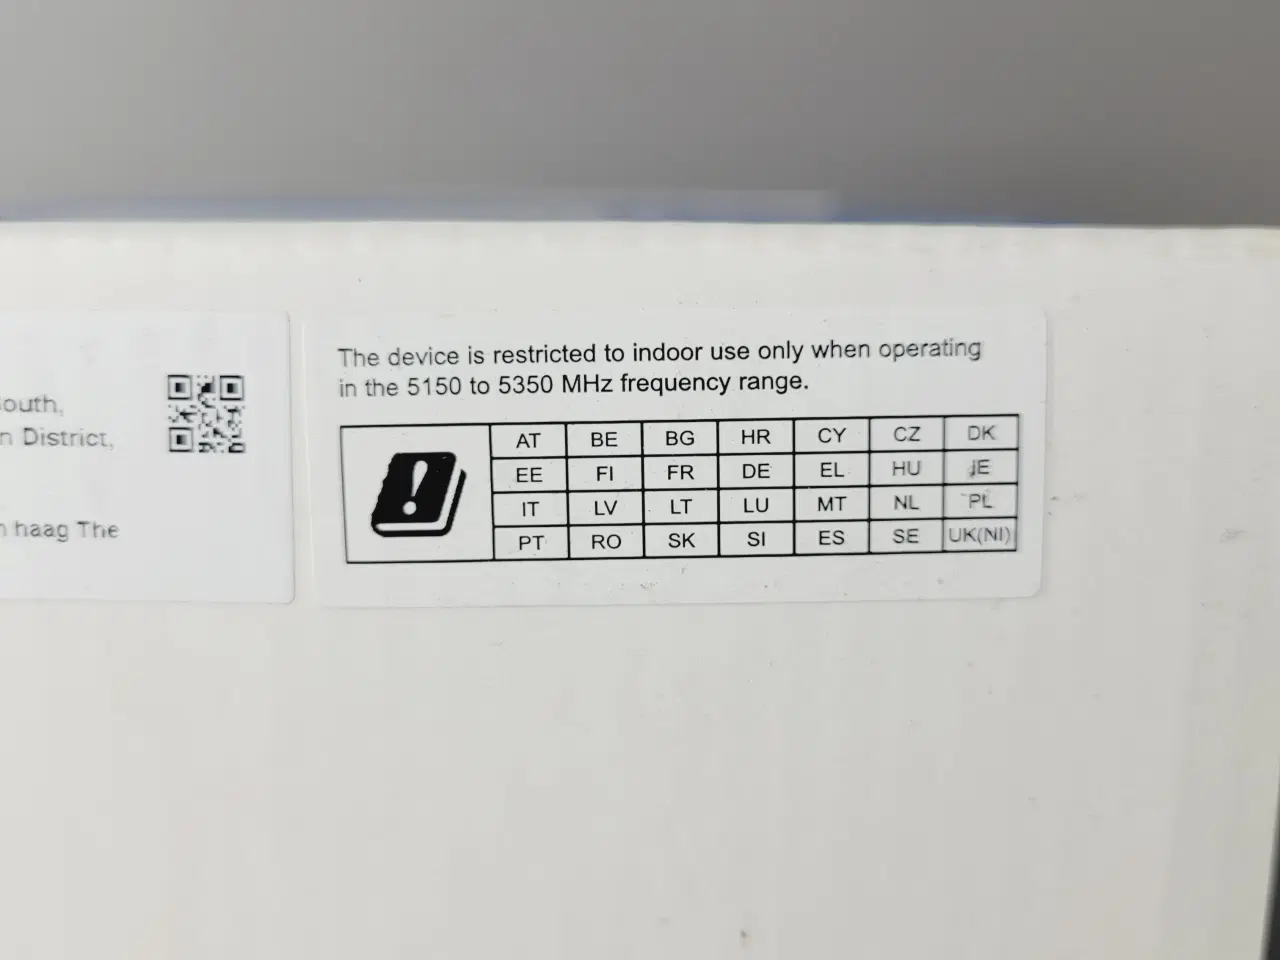 outh,
n District,
haag The
The device is restricted to indoor use only when operating
in the 5150 to 5350 MHz frequency range.
AT BE BG HR CY CZ DK
EE FI FR DE EL HU IE
IT LV LT LU MT NL PL
PT RO SK SI ES SE UK(NI)